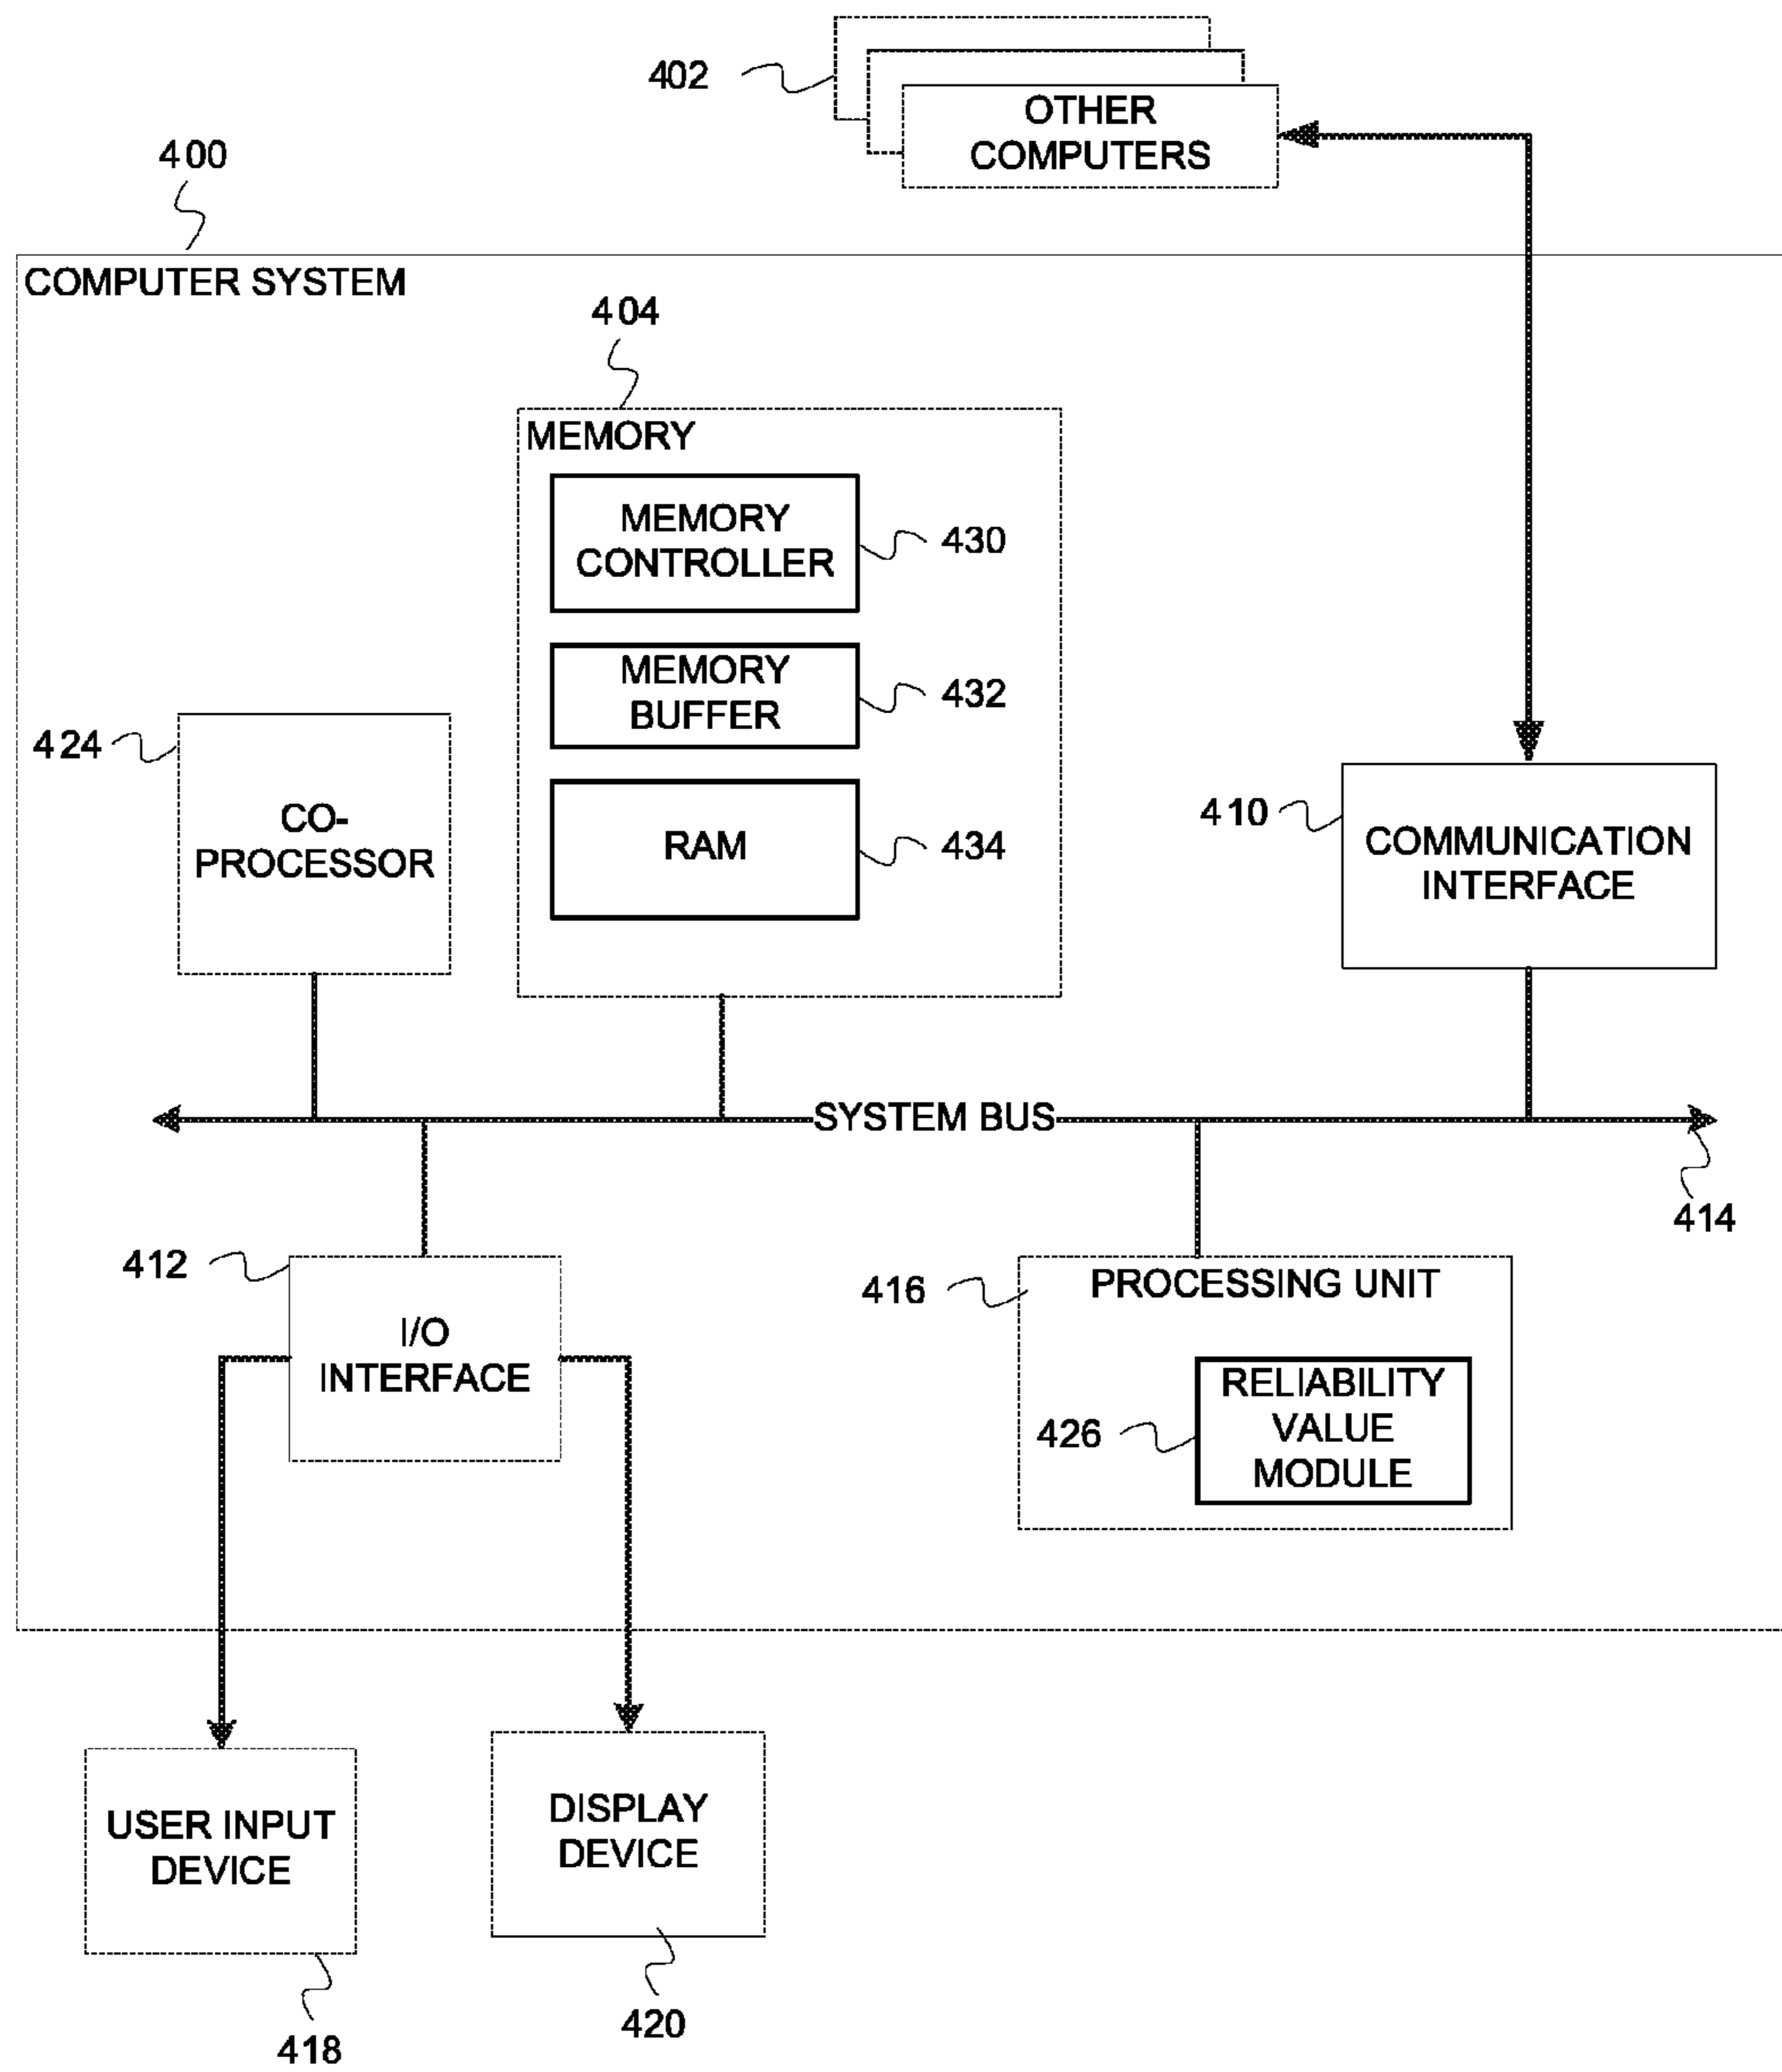 402
OTHER
COMPUTERS
400
COMPUTER SYSTEM
404
MEMORY
MEMORY
CONTROLLER
430
MEMORY
BUFFER
432
424
CO-
PROCESSOR
RAM
434
410
COMMUNICATION
INTERFACE
SYSTEM BUS
414
412
I/O
INTERFACE
416
PROCESSING UNIT
426
RELIABILITY
VALUE
MODULE
USER INPUT
DEVICE
DISPLAY
DEVICE
418
420